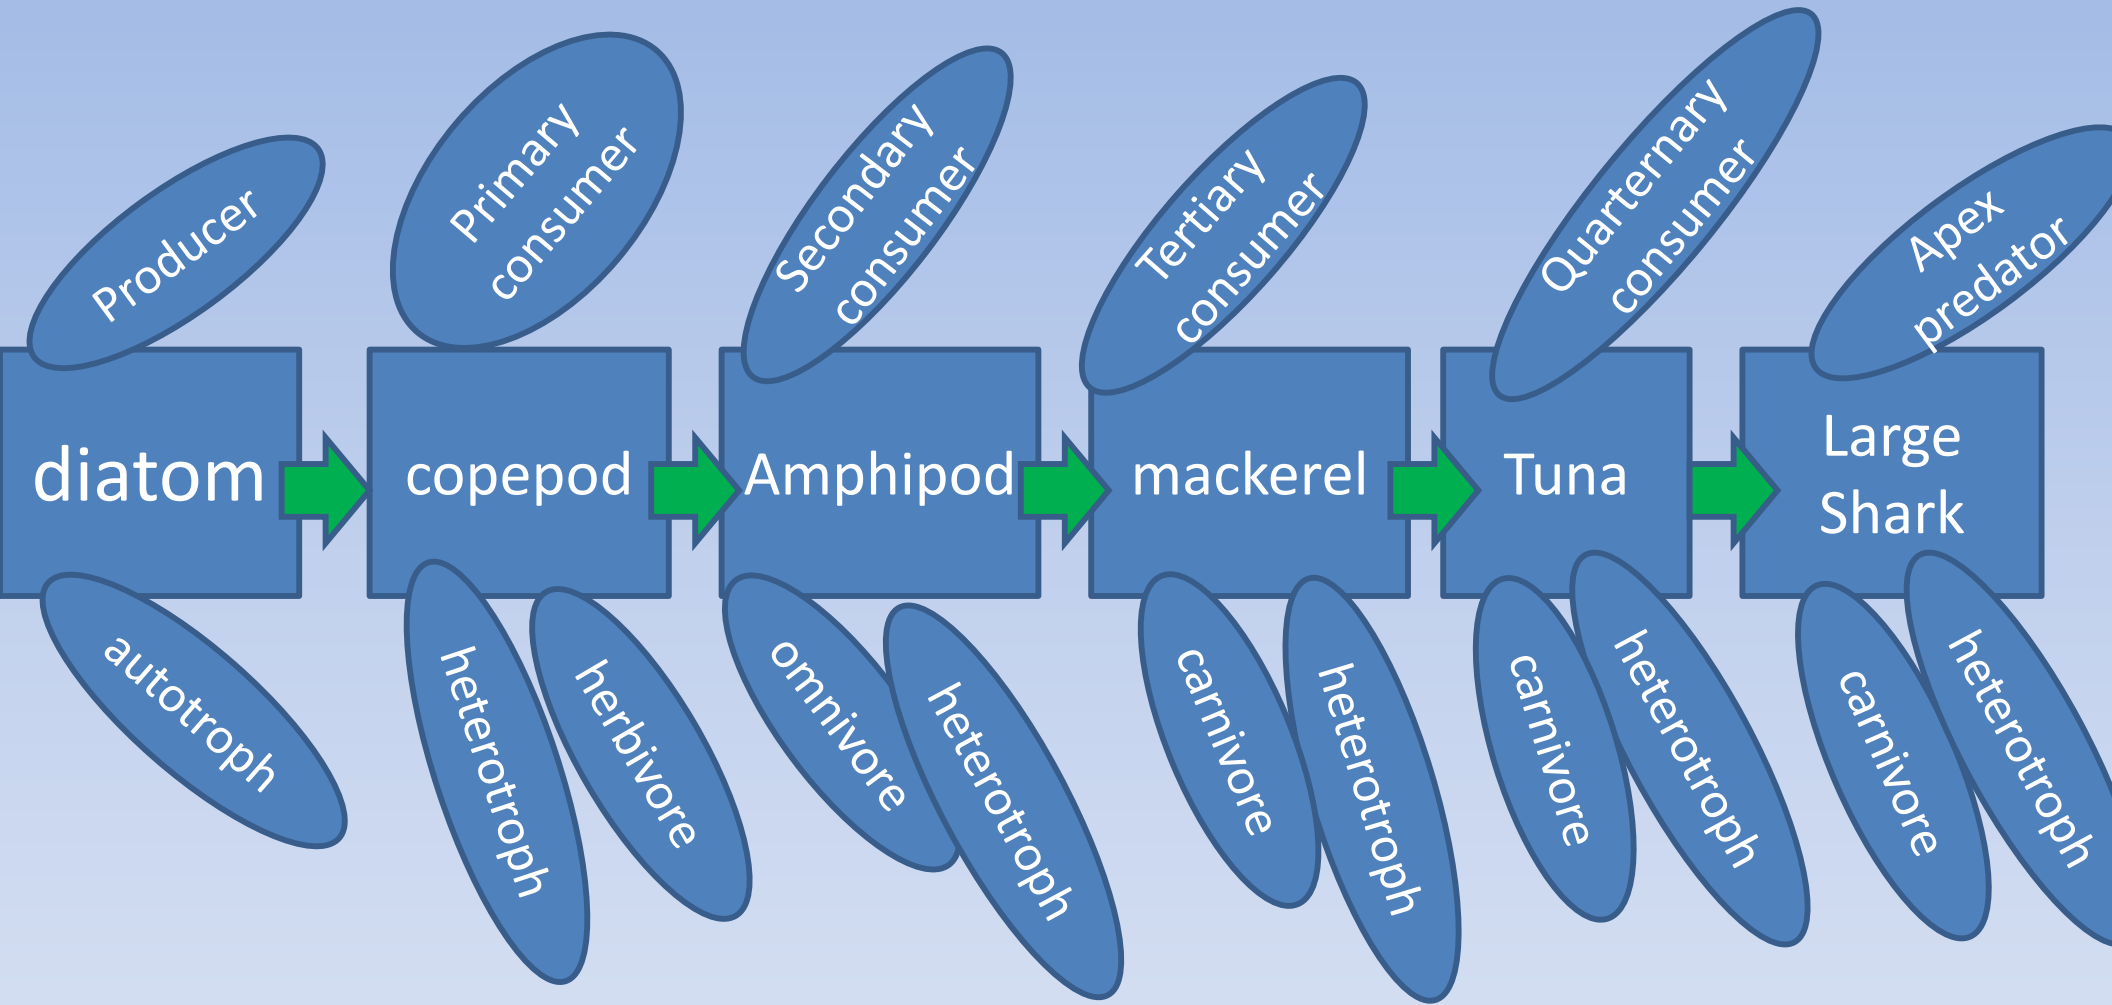 Producer
Primary
consumer
Secondary
consumer
Tertiary
consumer
Quarternary
consumer
Apex
predator
diatom
copepod
Amphipod
mackerel
Tuna
Large
Shark
autotroph
heterotroph
herbivore
omnivore
heterotroph
carnivore
heterotroph
carnivore
heterotroph
carnivore
heterotroph